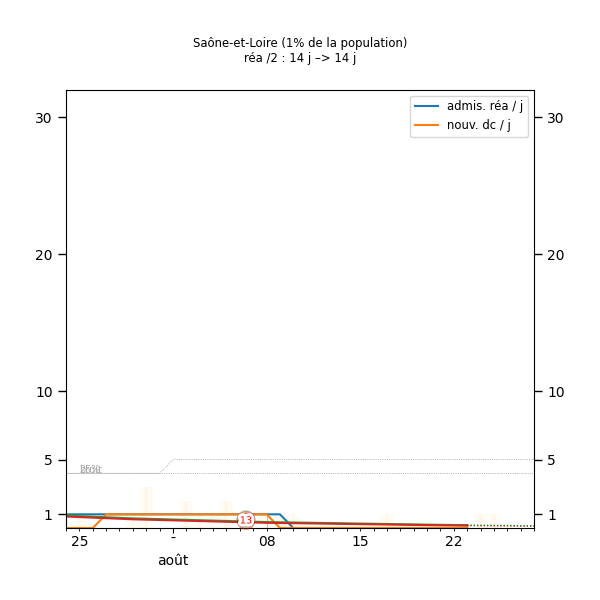 Saône-et-Loire (1% de la population)
réa /2 : 14 j –> 14 j
admis. réa / j
nouv. dc / j
30 30
20 20
10 10
5 5
25%
1 1
13
25 - 08 15 22
août